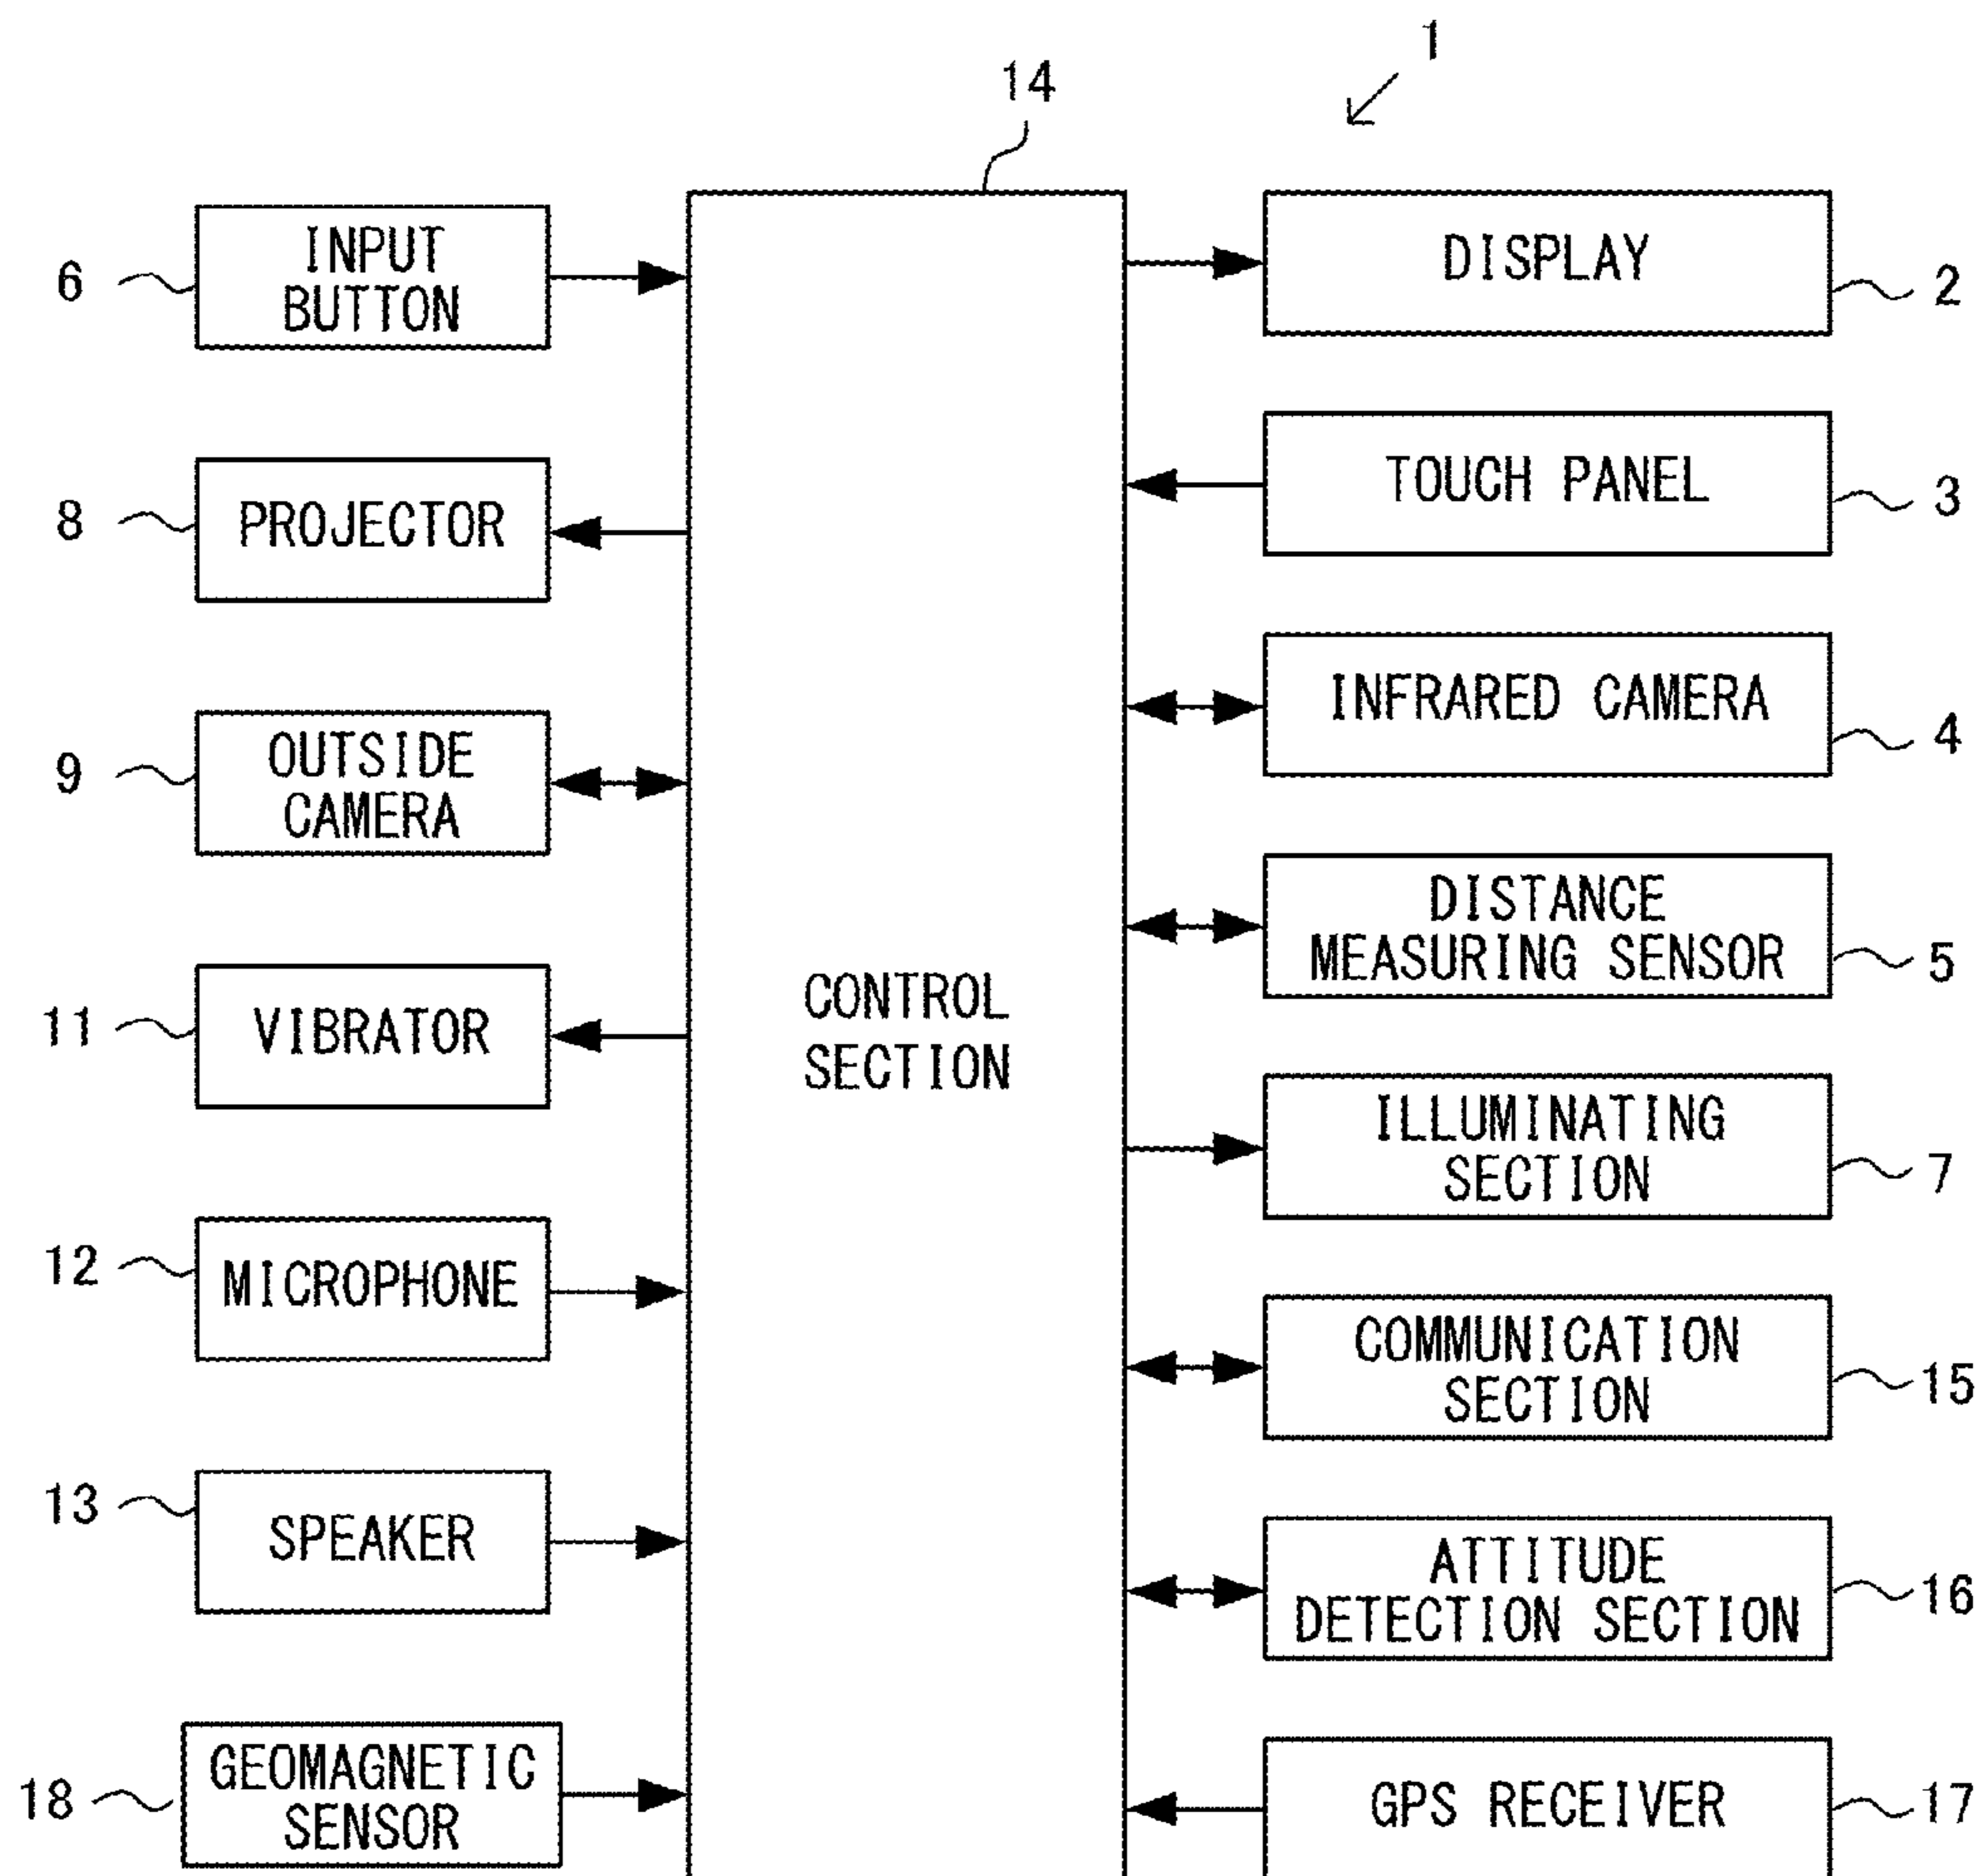 1
14
6
INPUT
BUTTON
DISPLAY
2
8
PROJECTOR
TOUCH PANEL
3
9
OUTSIDE
CAMERA
INFRARED CAMERA
4
11
VIBRATOR
CONTROL
SECTION
DISTANCE
MEASURING SENSOR
5
ILLUMINATING
SECTION
7
12
MICROPHONE
COMMUNICATION
SECTION
15
13
SPEAKER
ATTITUDE
DETECTION SECTION
16
18
GEOMAGNETIC
SENSOR
GPS RECEIVER
17